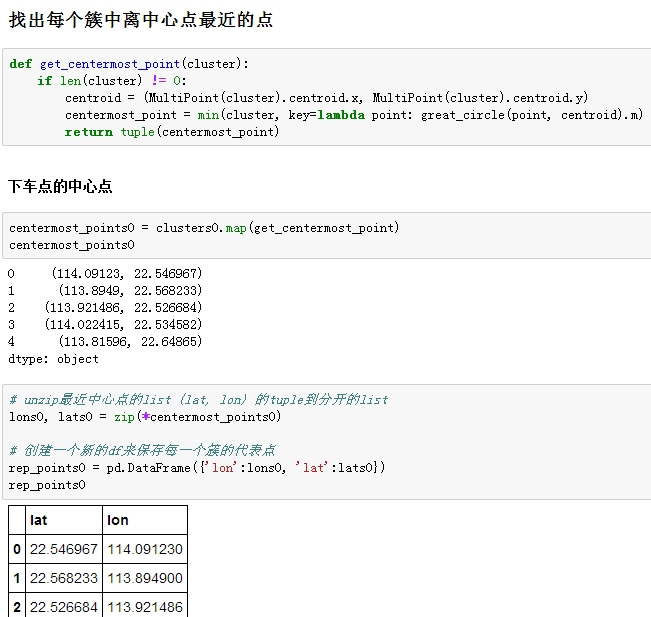 找出每个簇中离中心点最近的点
def get_centermost_point(cluster):
    if len(cluster) != 0:
        centroid = (MultiPoint(cluster).centroid.x, MultiPoint(cluster).centroid.y)
        centermost_point = min(cluster, key=lambda point: great_circle(point, centroid).m)
        return tuple(centermost_point)
下车点的中心点
centermost_points0 = clusters0.map(get_centermost_point)
centermost_points0
0     (114.09123, 22.546967)
1      (113.8949, 22.568233)
2    (113.921486, 22.526684)
3    (114.022415, 22.534582)
4      (113.81596, 22.64865)
dtype: object
# unzip最近中心点的list (lat, lon) 的tuple到分开的list
lons0, lats0 = zip(*centermost_points0)
# 创建一个新的df来保存每一个簇的代表点
rep_points0 = pd.DataFrame({'lon':lons0, 'lat':lats0})
rep_points0
lat lon
0 22.546967 114.091230
1 22.568233 113.894900
2 22.526684 113.921486